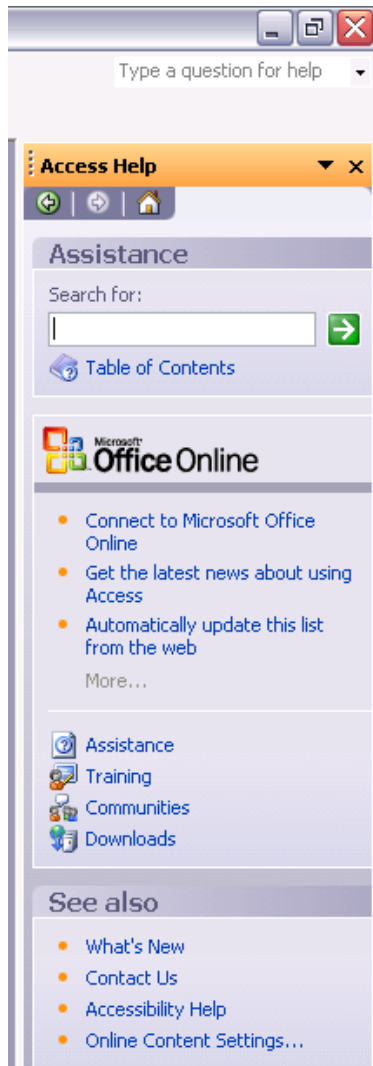 Type a question for help
Access Help
Assistance
Search for:
Table of Contents
Microsoft
Office Online
Connect to Microsoft Office
Online
Get the latest news about using
Access
Automatically update this list
from the web
More...
Assistance
Training
Communities
Downloads
See also
What's New
Contact Us
Accessibility Help
Online Content Settings...